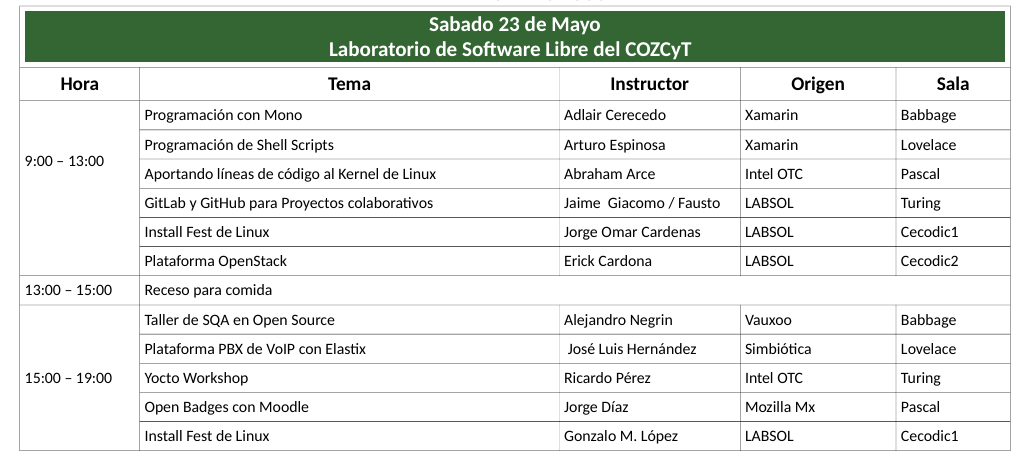 Sabado 23 de Mayo
Laboratorio de Software Libre del COZCyT
Hora Tema Instructor Origen Sala
9:00 – 13:00
Programación con Mono Adlair Cerecedo Xamarin Babbage
Programación de Shell Scripts Arturo Espinosa Xamarin Lovelace
Aportando líneas de código al Kernel de Linux Abraham Arce Intel OTC Pascal
GitLab y GitHub para Proyectos colaborativos Jaime Giacomo / Fausto LABSOL Turing
Install Fest de Linux Jorge Omar Cardenas LABSOL Cecodic1
Plataforma OpenStack Erick Cardona LABSOL Cecodic2
13:00 – 15:00 Receso para comida
15:00 – 19:00
Taller de SQA en Open Source Alejandro Negrin Vauxoo Babbage
Plataforma PBX de VoIP con Elastix José Luis Hernández Simbiótica Lovelace
Yocto Workshop Ricardo Pérez Intel OTC Turing
Open Badges con Moodle Jorge Díaz Mozilla Mx Pascal
Install Fest de Linux Gonzalo M. López LABSOL Cecodic1